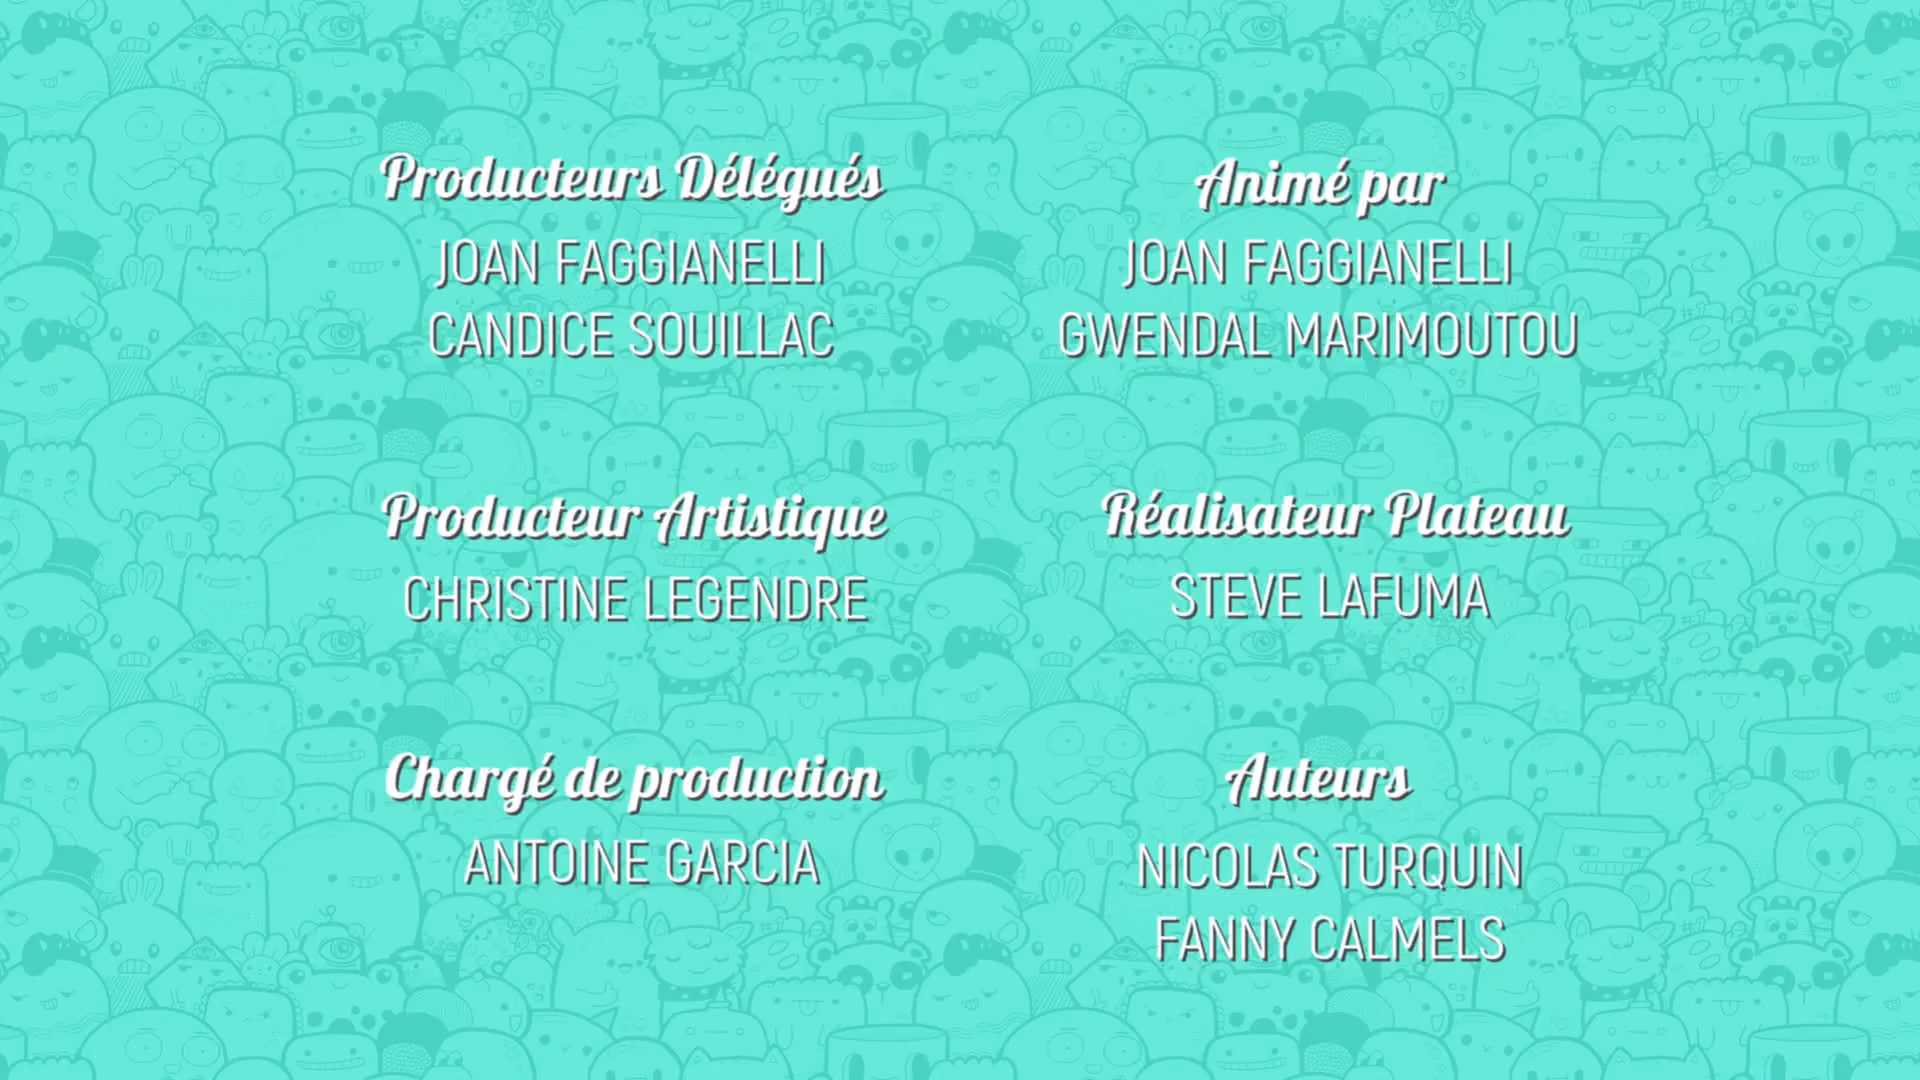 Producteurs Délégués
JOAN FAGGIANELLI
CANDICE SOUILLAC
Animé par
JOAN FAGGIANELLI
GWENDAL MARIMOUTOU
Producteur Artistique
CHRISTINE LEGENDRE
Réalisateur Plateau
STEVE LAFUMA
Chargé de production
ANTOINE GARCIA
Auteurs
NICOLAS TURQUIN
FANNY CALMELS